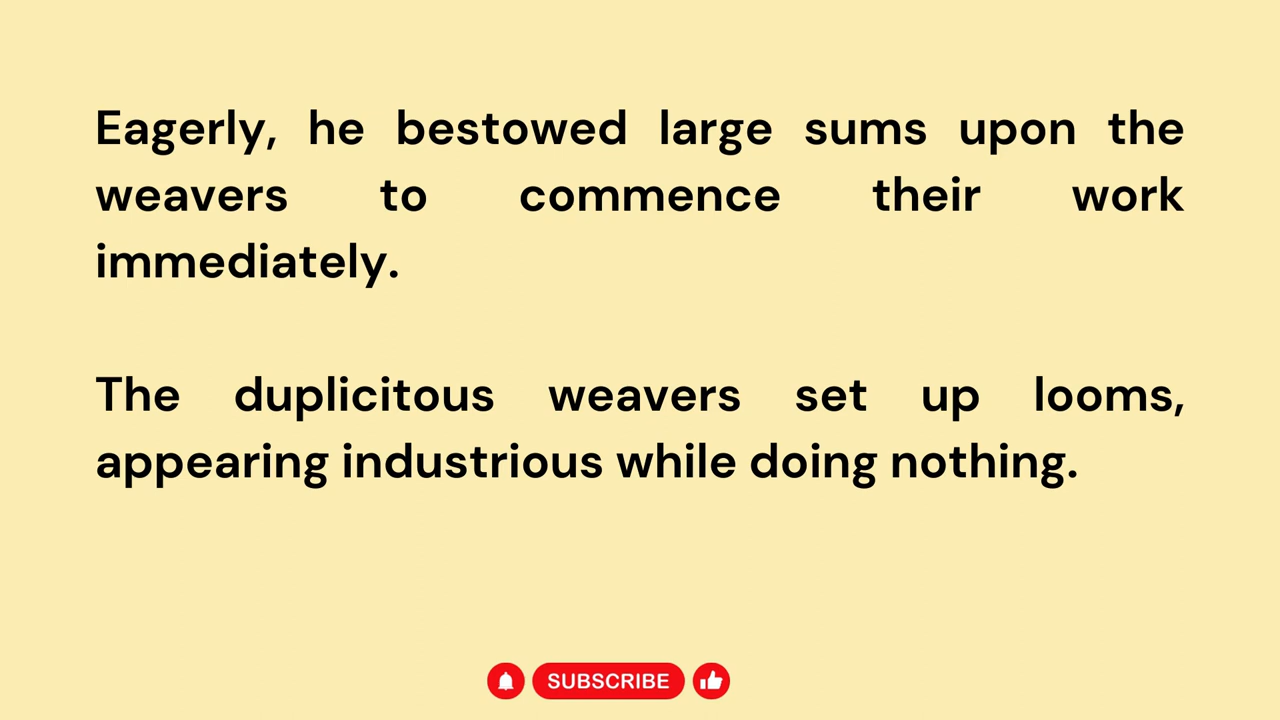 Eagerly, he bestowed large sums upon the
weavers to commence their work
immediately.
The duplicitous weavers set up looms,
appearing industrious while doing nothing.
SUBSCRIBE